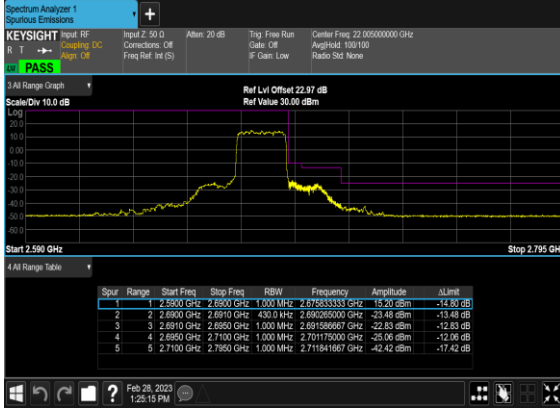 Spectrum Analyzer 1
Spurious Emissions
+
KEYSIGHT Input: RF Input Z: 50 Ω Atten: 20 dB Trig: Free Run Center Freq: 22.005000000 GHz
R T Coupling: DC Corrections: Off Gate: Off Avg|Hold: 100/100
Align: Off Freq Ref: Int (S) IF Gain: Low Radio Std: None
PASS
3 All Range Graph
Ref Lvl Offset 22.97 dB
Scale/Div 10.0 dB Ref Value 30.00 dBm
Log
20.0
10.0
0.00
-10.0
-20.0
-30.0
-40.0
-50.0
-60.0
Start 2.590 GHz Stop 2.795 GH
4 All Range Table
Spur Range Start Freq Stop Freq RBW Frequency Amplitude ΔLimit
1 1 2.5900 GHz 2.6900 GHz 1.000 MHz 2.675833333 GHz 15.20 dBm -14.80 dB
2 2 2.6900 GHz 2.6910 GHz 430.0 kHz 2.690265000 GHz -23.48 dBm -13.48 dB
3 3 2.6910 GHz 2.6950 GHz 1.000 MHz 2.691586667 GHz -22.83 dBm -12.83 dB
4 4 2.6950 GHz 2.7100 GHz 1.000 MHz 2.701175000 GHz -25.06 dBm -12.06 dB
5 5 2.7100 GHz 2.7950 GHz 1.000 MHz 2.711841667 GHz -42.42 dBm -17.42 dB
?
Feb 28, 2023
1:25:15 PM